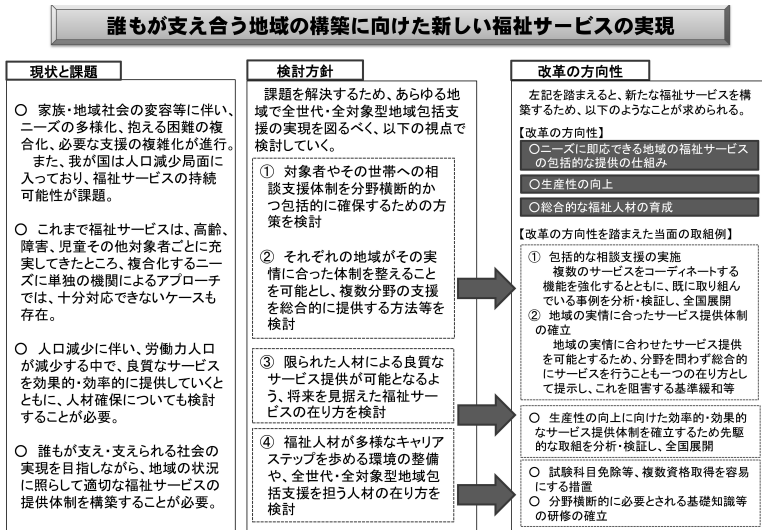 誰もが支え合う地域の構築に向けた新しい福祉サービスの実現
現状と課題
○ 家族・地域社会の変容等に伴い、
ニーズの多様化、抱える困難の複
合化、必要な支援の複雑化が進行。
また、我が国は人口減少局面に
入っており、福祉サービスの持続
可能性が課題。
○ これまで福祉サービスは、高齢、
障害、児童その他対象者ごとに充
実してきたところ、複合化するニー
ズに単独の機関によるアプローチ
では、十分対応できないケースも
存在。
○ 人口減少に伴い、労働力人口
が減少する中で、良質なサービス
を効果的・効率的に提供していくと
ともに、人材確保についても検討
することが必要。
○ 誰もが支え・支えられる社会の
実現を目指しながら、地域の状況
に照らして適切な福祉サービスの
提供体制を構築することが必要。
検討方針
課題を解決するため、あらゆる地
域で全世代・全対象型地域包括支
援の実現を図るべく、以下の視点で
検討していく。
① 対象者やその世帯への相
談支援体制を分野横断的か
つ包括的に確保するための方
策を検討
② それぞれの地域がその実
情に合った体制を整えること
を可能とし、複数分野の支援
を総合的に提供する方法等を
検討
③ 限られた人材による良質な
サービス提供が可能となるよ
う、将来を見据えた福祉サー
ビスの在り方を検討
④ 福祉人材が多様なキャリア
ステップを歩める環境の整備
や、全世代・全対象型地域包
括支援を担う人材の在り方を
検討
改革の方向性
左記を踏まえると、新たな福祉サービスを構
築するため、以下のようなことが求められる。
【改革の方向性】
○ニーズに即応できる地域の福祉サービス
の包括的な提供の仕組み
○生産性の向上
○総合的な福祉人材の育成
【改革の方向性を踏まえた当面の取組例】
① 包括的な相談支援の実施
複数のサービスをコーディネートする
機能を強化するとともに、既に取り組ん
でいる事例を分析・検証し、全国展開
② 地域の実情に合ったサービス提供体制
の確立
地域の実情に合わせたサービス提供
を可能とするため、分野を問わず総合的
にサービスを行うことも一つの在り方とし
て提示し、これを阻害する基準緩和等
○ 生産性の向上に向けた効率的・効果的
なサービス提供体制を確立するため先駆
的な取組を分析・検証し、全国展開
○ 試験科目免除等、複数資格取得を容易
にする措置
○ 分野横断的に必要とされる基礎知識等
の研修の確立